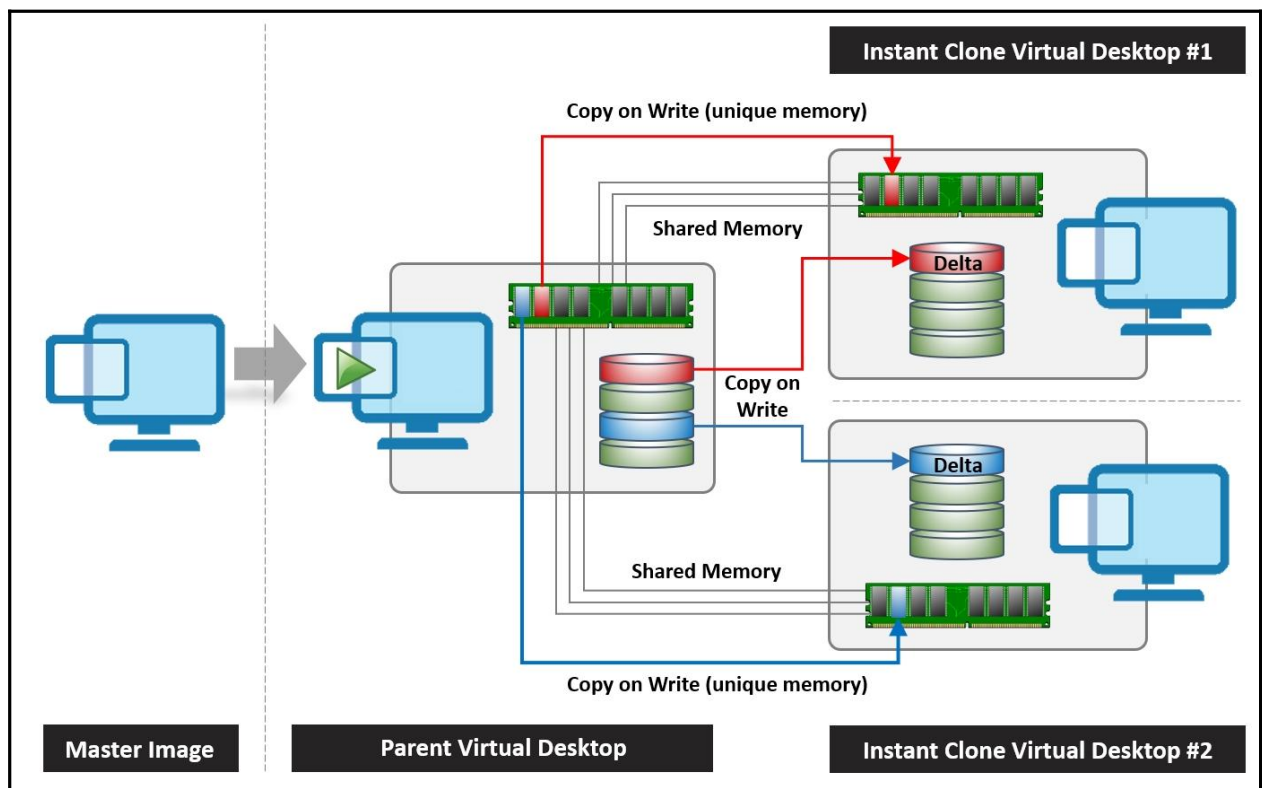 Instant Clone Virtual Desktop #1
Copy on Write (unique memory)
Shared Memory
Delta
Copy on
Write
Delta
Shared Memory
Copy on Write (unique memory)
Master Image
Parent Virtual Desktop
Instant Clone Virtual Desktop #2